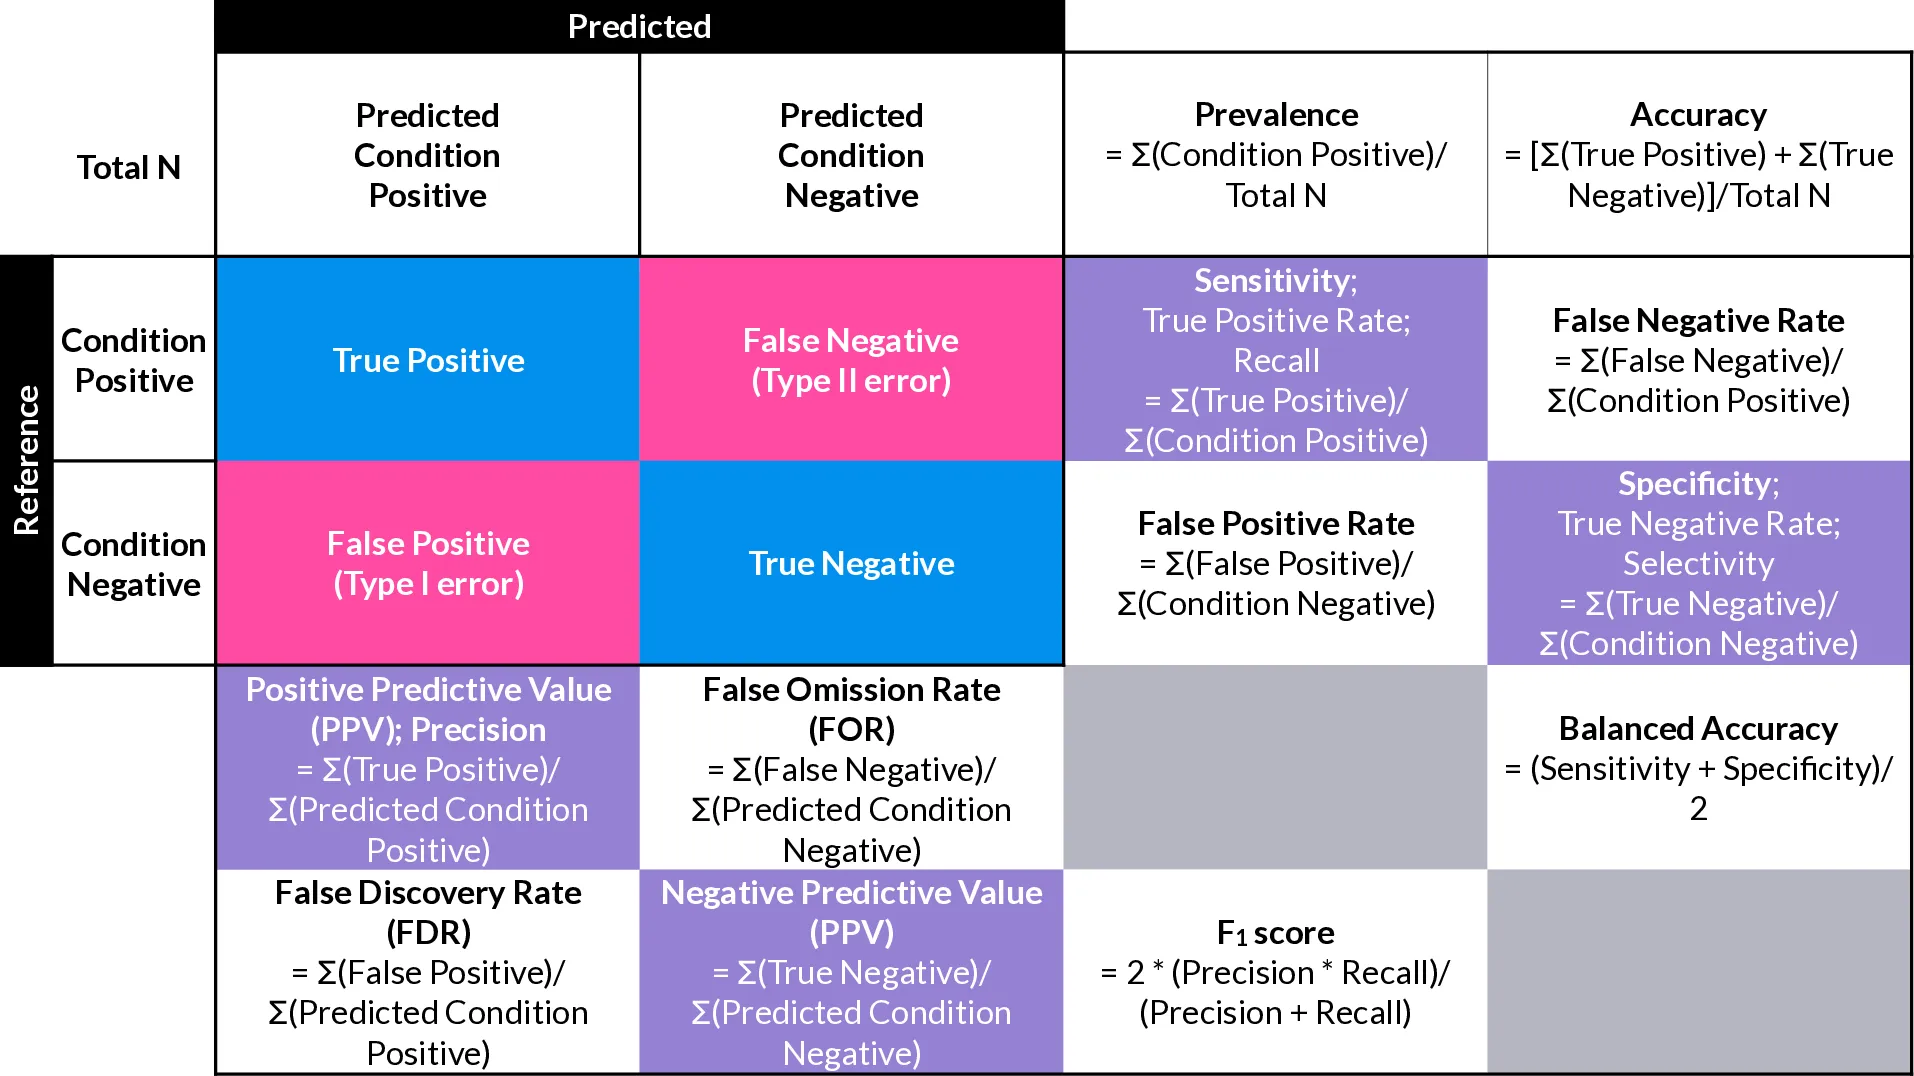 Predicted
Total N
Predicted
Condition
Positive
Predicted
Condition
Negative
Prevalence
= Σ(Condition Positive)/
Total N
Accuracy
= [Σ(True Positive) + Σ(True
Negative)]/Total N
Reference
Condition
Positive
True Positive
False Negative
(Type II error)
Sensitivity;
True Positive Rate;
Recall
= Σ(True Positive)/
Σ(Condition Positive)
False Negative Rate
= Σ(False Negative)/
Σ(Condition Positive)
Condition
Negative
False Positive
(Type I error)
True Negative
False Positive Rate
= Σ(False Positive)/
Σ(Condition Negative)
Specificity;
True Negative Rate;
Selectivity
= Σ(True Negative)/
Σ(Condition Negative)
Positive Predictive Value
(PPV); Precision
= Σ(True Positive)/
Σ(Predicted Condition
Positive)
False Omission Rate
(FOR)
= Σ(False Negative)/
Σ(Predicted Condition
Negative)
Balanced Accuracy
= (Sensitivity + Specificity)/
2
False Discovery Rate
(FDR)
= Σ(False Positive)/
Σ(Predicted Condition
Positive)
Negative Predictive Value
(PPV)
= Σ(True Negative)/
Σ(Predicted Condition
Negative)
F₁ score
= 2 * (Precision * Recall)/
(Precision + Recall)